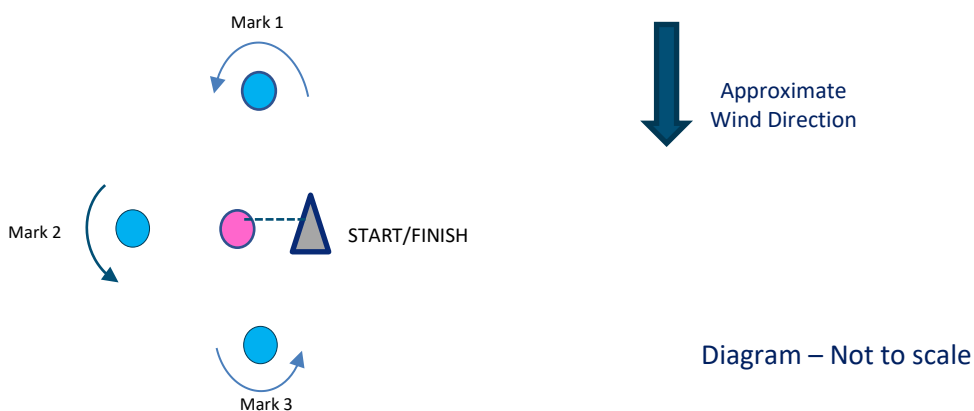 Mark 1
Approximate
Wind Direction
Mark 2
START/FINISH
Diagram – Not to scale
Mark 3